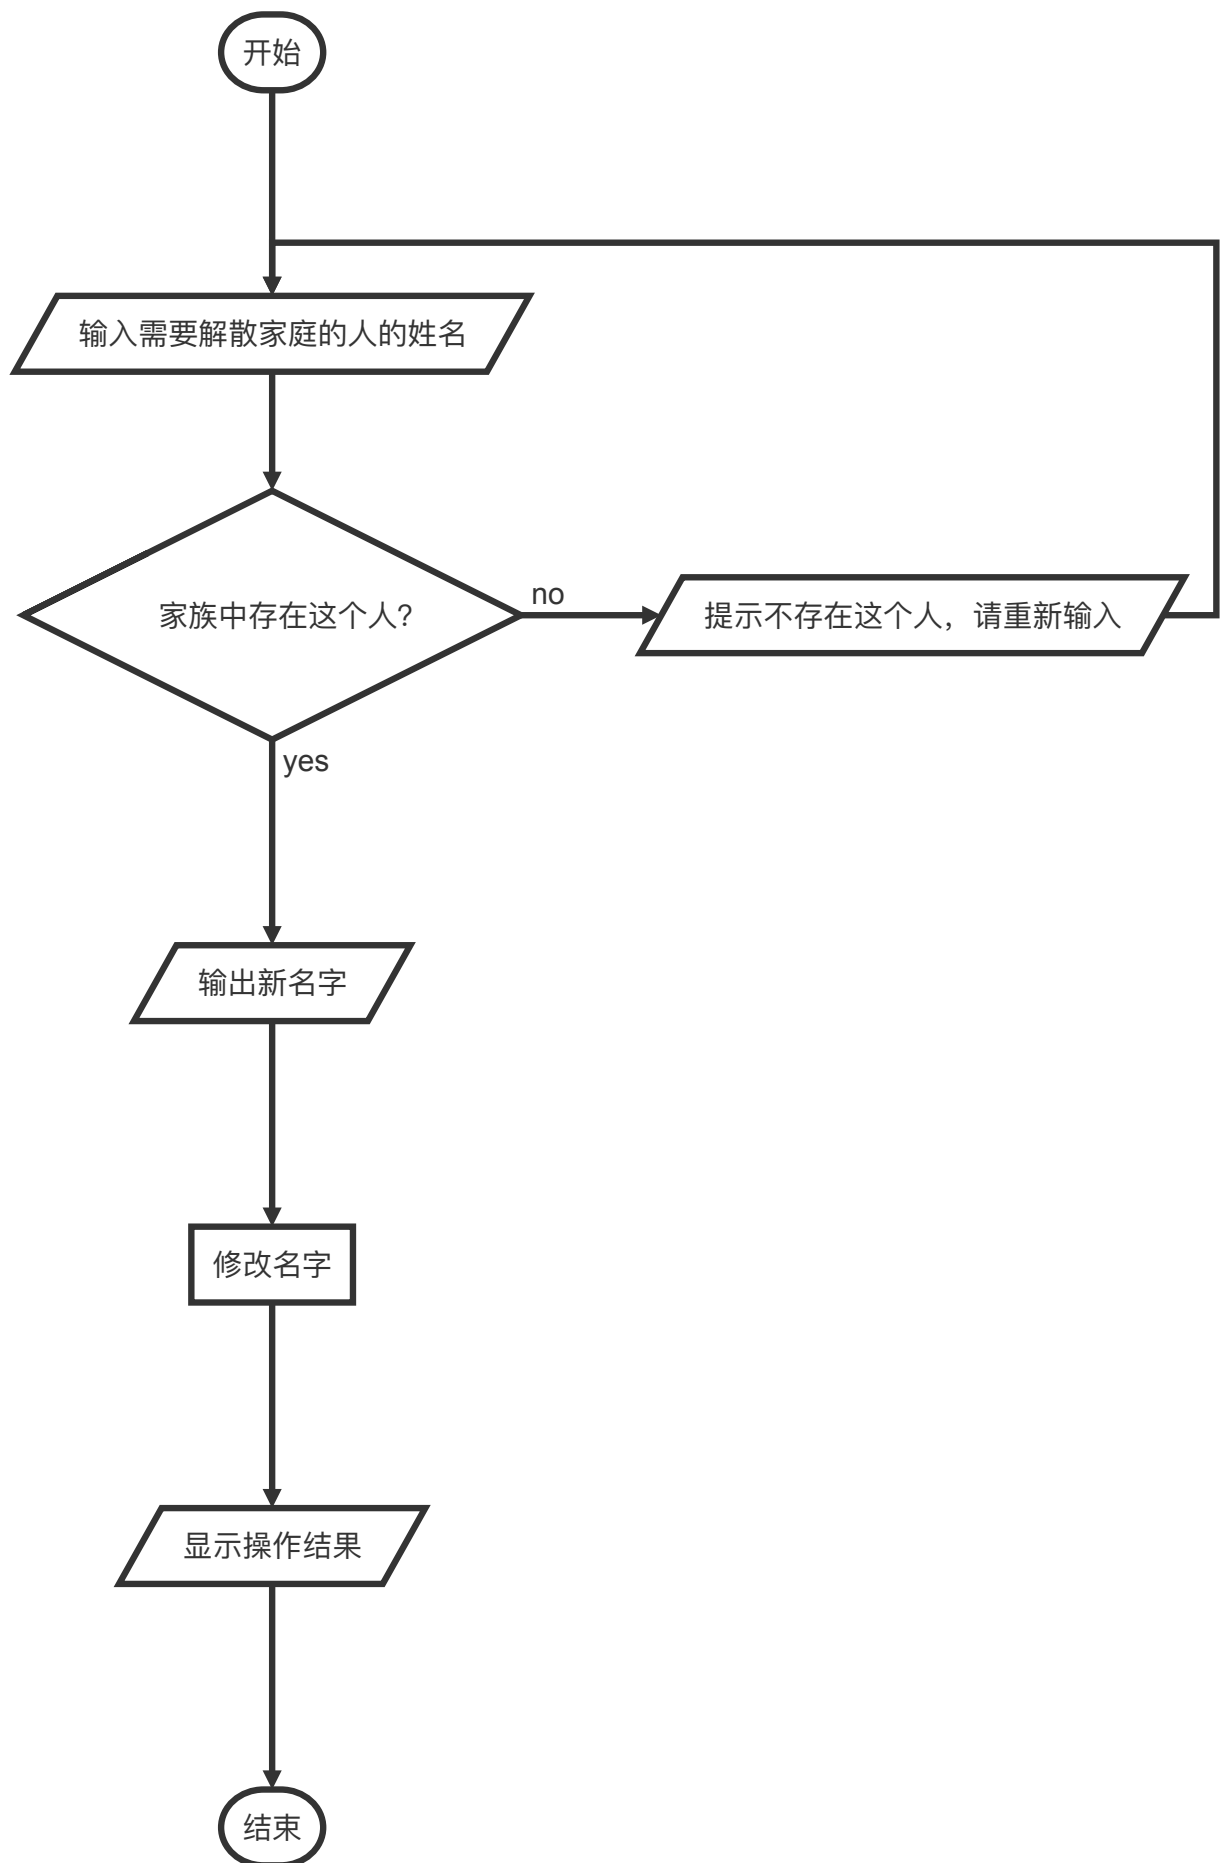 开始
输入需要解散家庭的人的姓名
家族中存在这个人?
no
提示不存在这个人，请重新输入
yes
输出新名字
修改名字
显示操作结果
结束